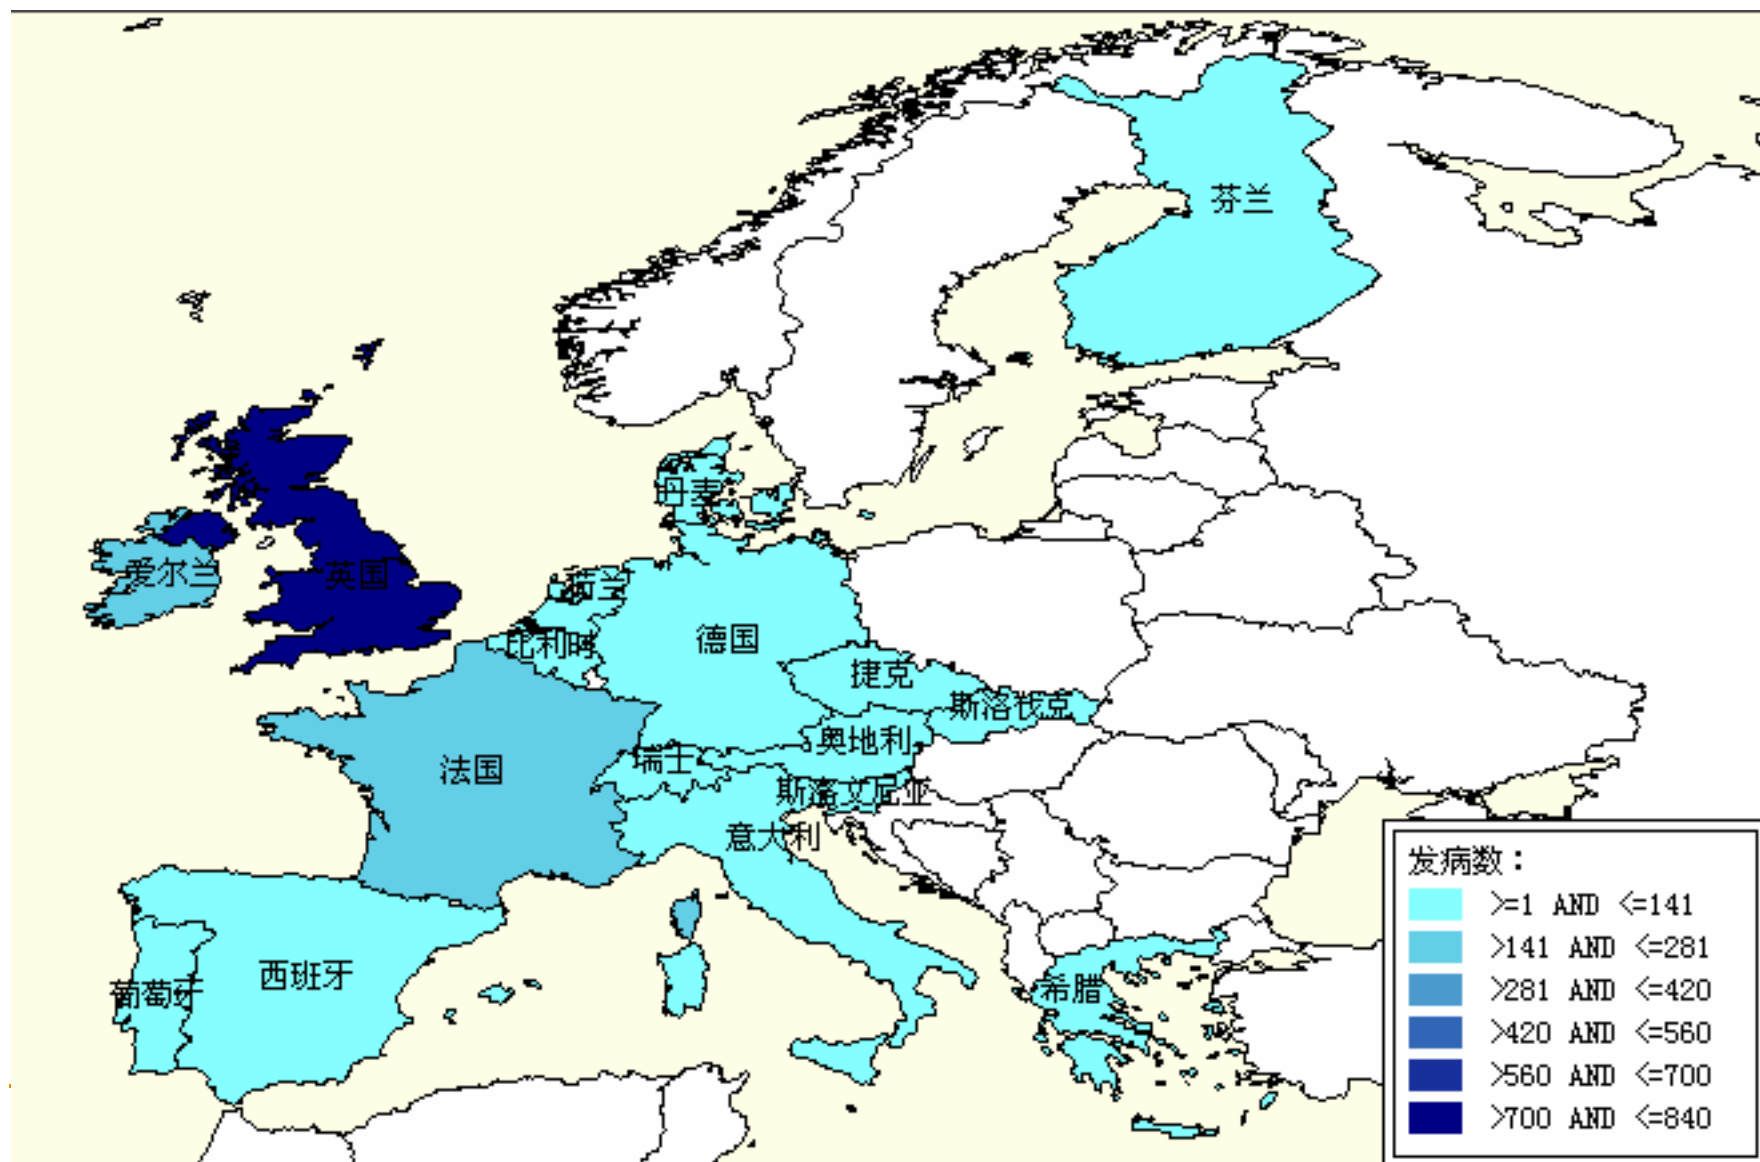 芬兰
丹麦
爱尔兰
英国
荷兰
比利时
德国
捷克
斯洛伐克
奥地利
瑞士
法国
斯洛文尼亚
意大利
西班牙
葡萄牙
希腊
发病数：
>=1 AND <=141
>141 AND <=281
>281 AND <=420
>420 AND <=560
>560 AND <=700
>700 AND <=840